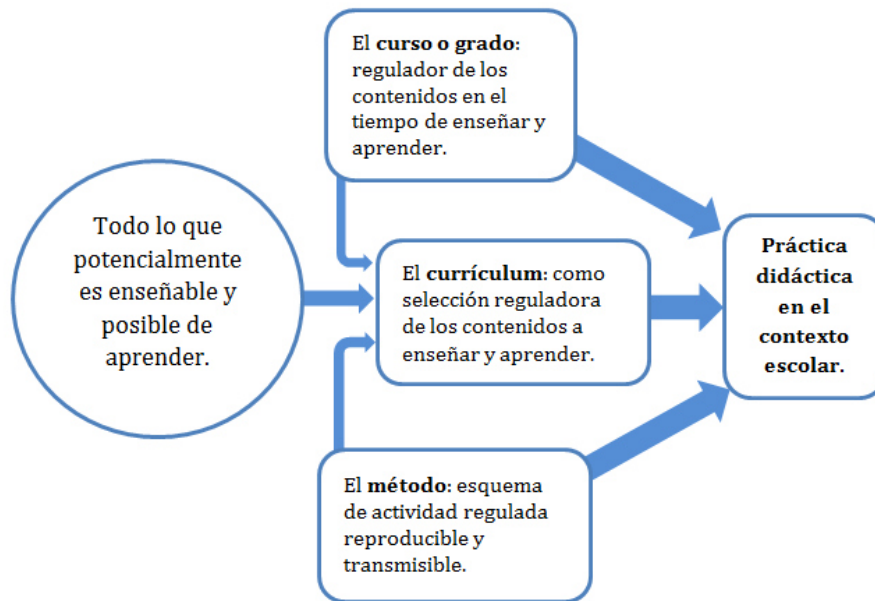 El curso o grado:
regulador de los
contenidos en el
tiempo de enseñar y
aprender.
Todo lo que
potencialmente
es enseñable y
posible de
aprender.
El currículum: como
selección reguladora
de los contenidos a
enseñar y aprender.
Práctica
didáctica
en el
contexto
escolar.
El método: esquema
de actividad regulada
reproducible y
transmisible.